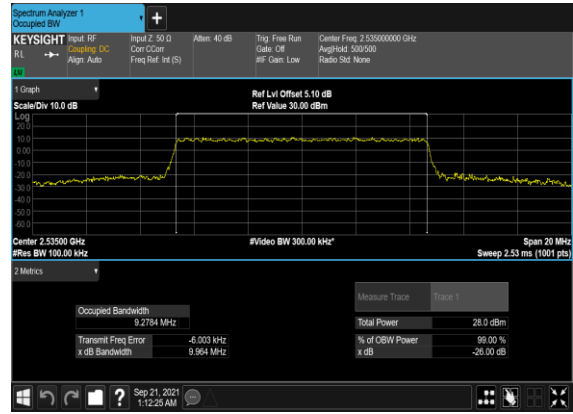 Spectrum Analyzer 1
Occupied BW
+
KEYSIGHT Input: RF Input Z: 50 Ω Atten: 40 dB Trig: Free Run Center Freq: 2.535000000 GHz
RL Coupling: DC Corr CCorr Gate: Off Avg|Hold: 500/500
Align: Auto Freq Ref: Int (S) #IF Gain: Low Radio Std: None
1 Graph Ref Lvl Offset 5.10 dB
Scale/Div 10.0 dB Ref Value 30.00 dBm
Log
20.0
10.0
0.00
-10.0
-20.0
-30.0
-40.0
-50.0
-60.0
Center 2.53500 GHz #Video BW 300.00 kHz* Span 20 MHz
#Res BW 100.00 kHz Sweep 2.53 ms (1001 pts)
2 Metrics
Measure Trace Trace 1
Occupied Bandwidth
9.2784 MHz Total Power 28.0 dBm
Transmit Freq Error -6.003 kHz % of OBW Power 99.00 %
x dB Bandwidth 9.964 MHz x dB -26.00 dB
? Sep 21, 2021
1:12:25 AM